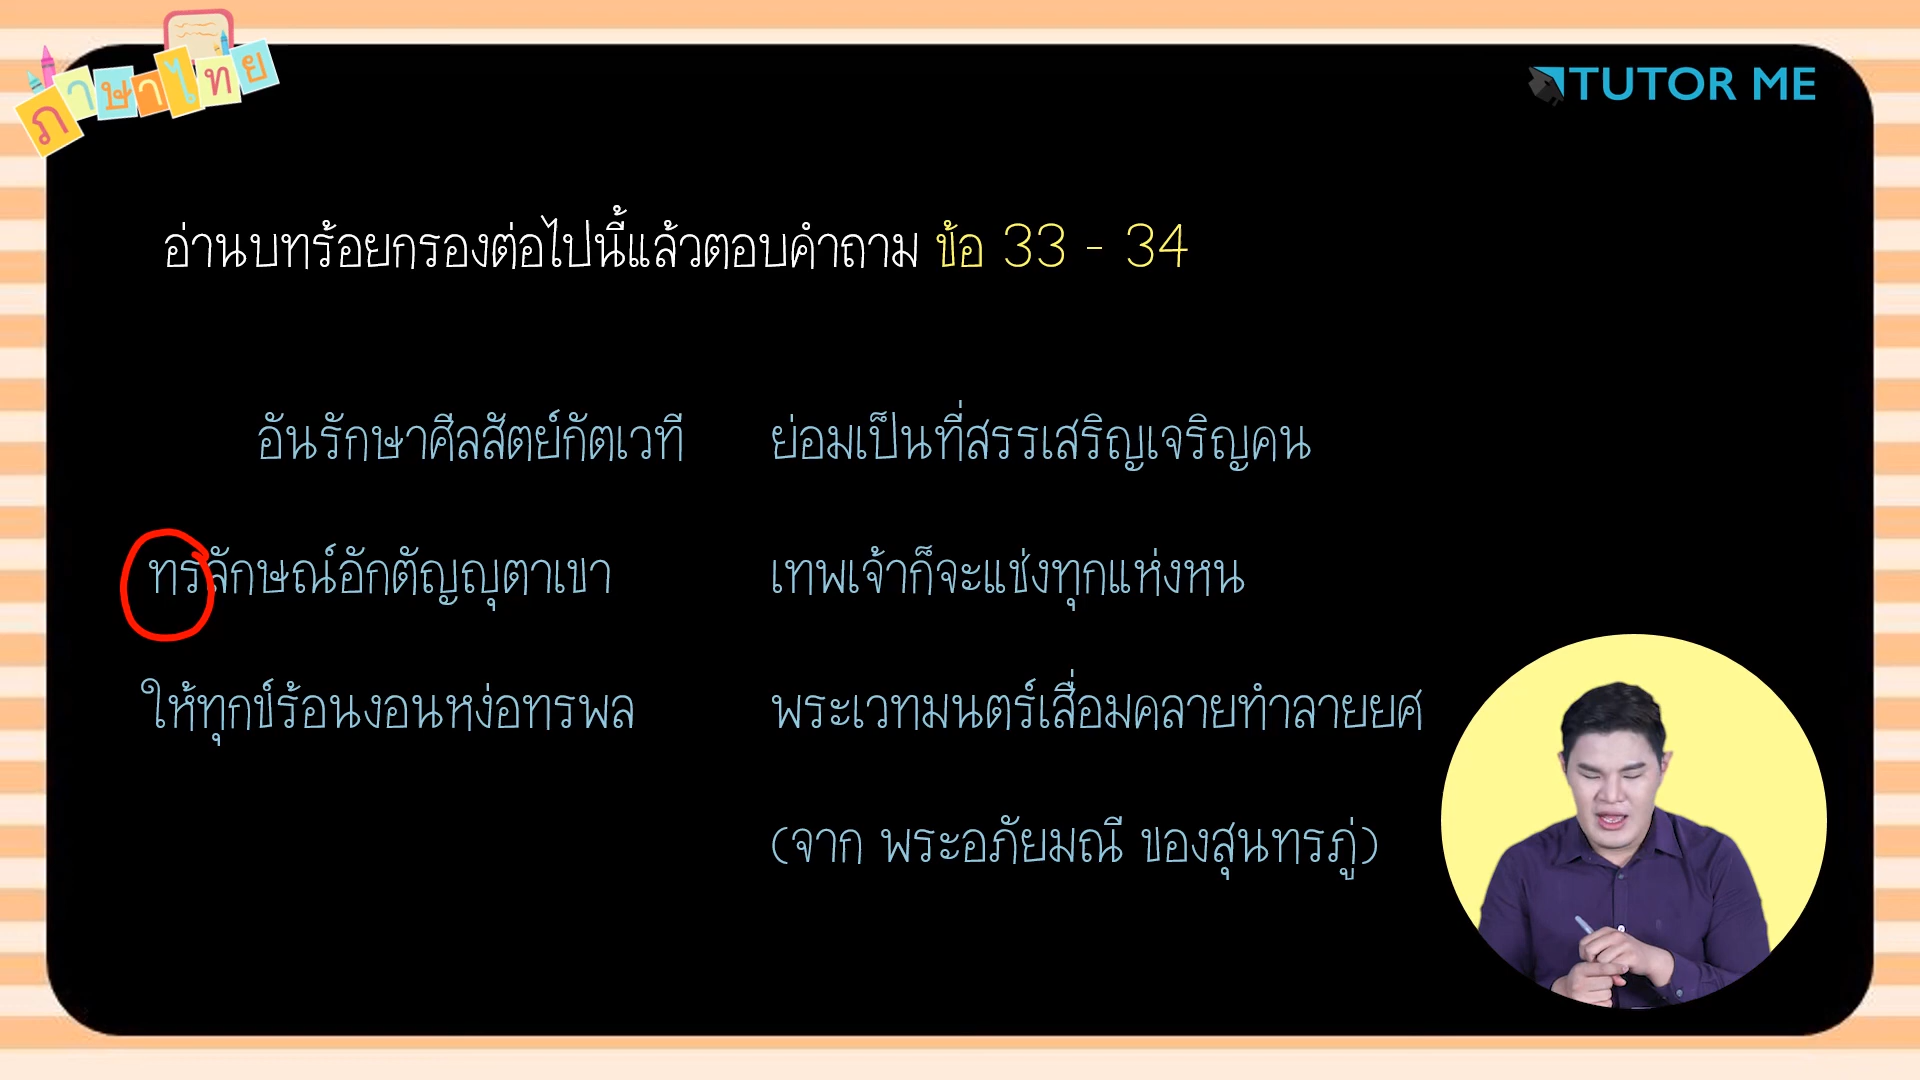 ภาษาไทย
TUTOR ME
อ่านบทร้อยกรองต่อไปนี้แล้วตอบคำถาม ข้อ 33 - 34
อันรักษาศีลสัตย์กัตเวที ย่อมเป็นที่สรรเสริญเจริญคน
ทรลักษณ์อักตัญญุตาเขา เทพเจ้าก็จะแช่งทุกแห่งหน
ให้ทุกข์ร้อนงอนหง่อทรพล พระเวทมนตร์เสื่อมคลายทำลายยศ
(จาก พระอภัยมณี ของสุนทรภู่)